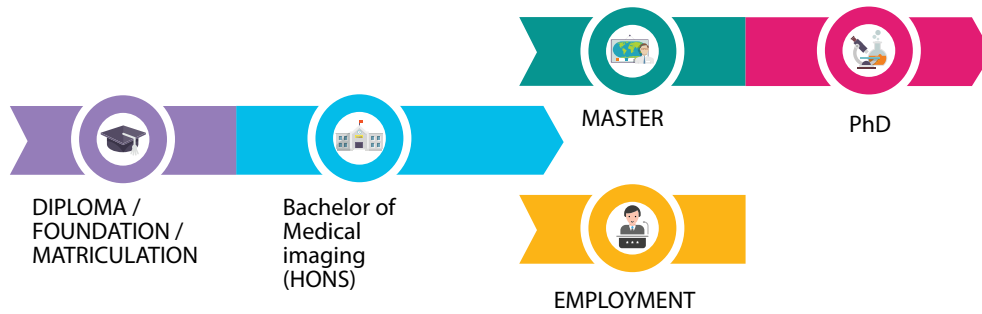 MASTER
PhD
DIPLOMA /
FOUNDATION /
MATRICULATION
Bachelor of
Medical
imaging
(HONS)
EMPLOYMENT